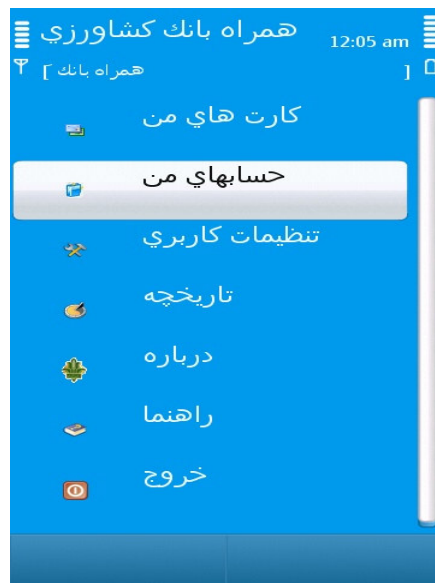 همراه بانك كشاورزي
12:05 am
[ همراه بانك ]
كارت هاي من
حسابهاي من
تنظيمات كاربري
تاريخچه
درباره
راهنما
خروج